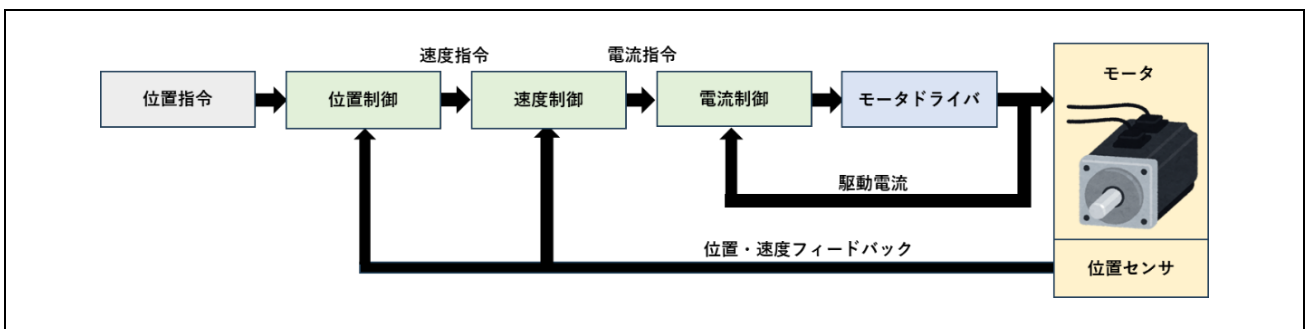 速度指令
電流指令
位置指令
位置制御
速度制御
電流制御
モータドライバ
モータ
駆動電流
位置・速度フィードバック
位置センサ